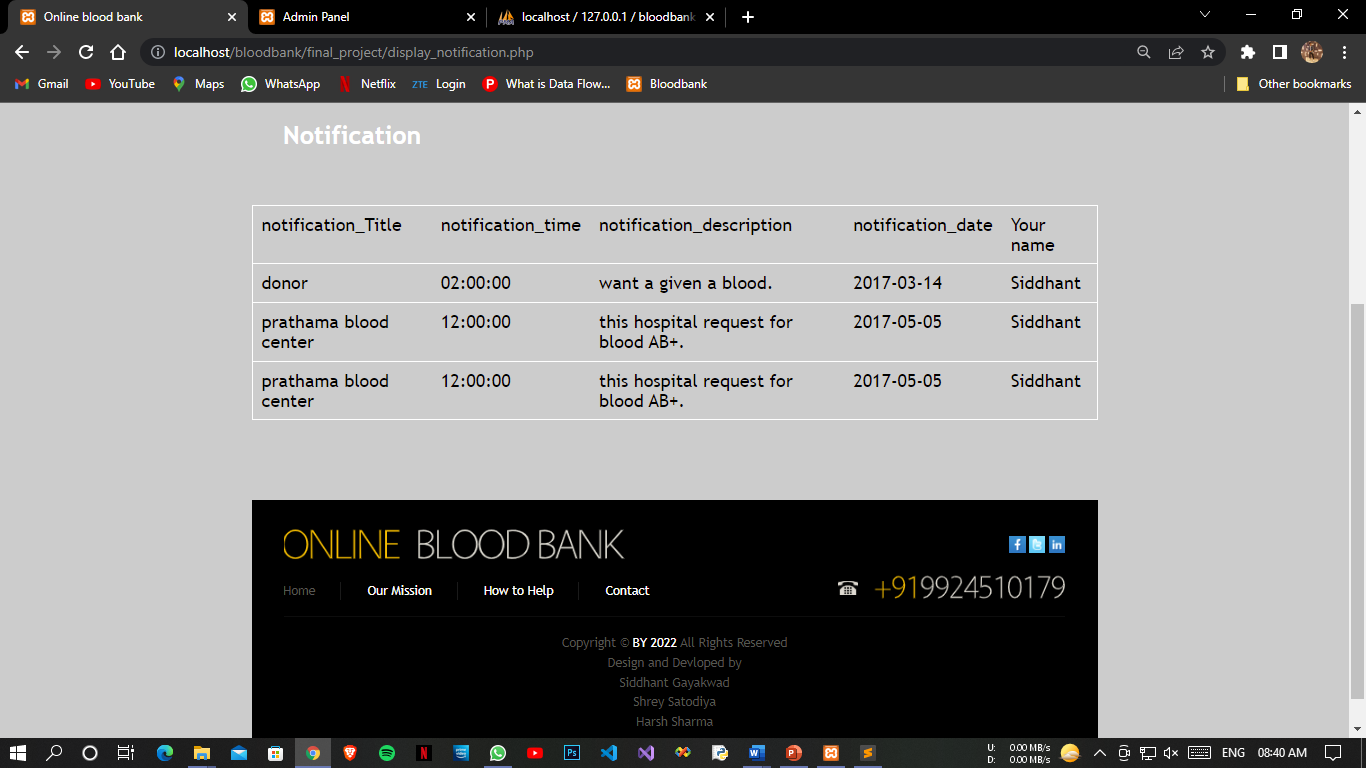 Online blood bank
Admin Panel
localhost / 127.0.0.1 / bloodbank
localhost/bloodbank/final_project/display_notification.php
Gmail YouTube Maps WhatsApp Netflix ZTE Login What is Data Flow... Bloodbank Other bookmarks
Notification
notification_Title notification_time notification_description notification_date Your
name
donor 02:00:00 want a given a blood. 2017-03-14 Siddhant
prathama blood 12:00:00 this hospital request for 2017-05-05 Siddhant
center blood AB+.
prathama blood 12:00:00 this hospital request for 2017-05-05 Siddhant
center blood AB+.
ONLINE BLOOD BANK
Home Our Mission How to Help Contact +919924510179
Copyright © BY 2022 All Rights Reserved
Design and Devloped by
Siddhant Gayakwad
Shrey Satodiya
Harsh Sharma
U: 0.00 MB/s
D: 0.00 MB/s
ENG 08:40 AM